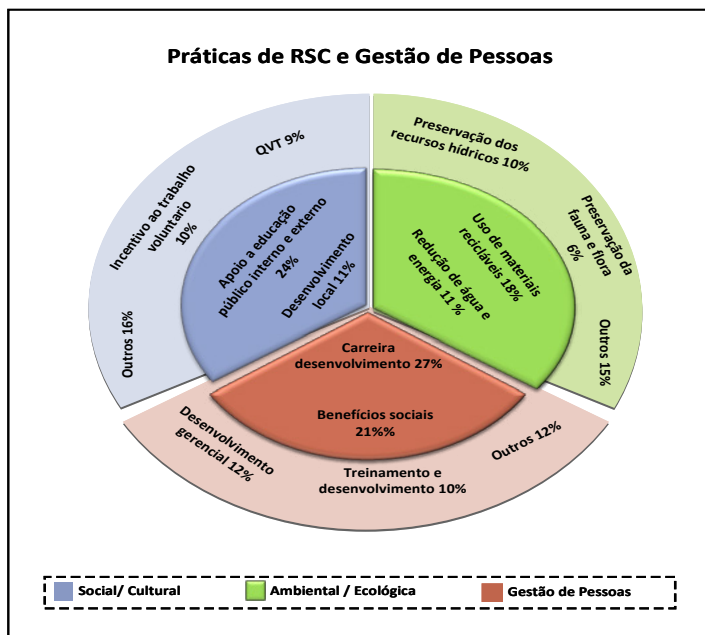 Práticas de RSC e Gestão de Pessoas
QVT 9%
Incentivo ao trabalho
voluntario
10%
Outros 16%
Apoio a educação
público interno e externo
24%
Desenvolvimento
local 11%
Preservação dos
recursos hídricos 10%
Preservação da
fauna e flora
6%
Outros 15%
Uso de materiais
recicláveis 18%
Redução de água e
energia 11 %
Carreira
desenvolvimento 27%
Benefícios sociais
21%%
Desenvolvimento
gerencial 12%
Treinamento e
desenvolvimento 10%
Outros 12%
Social/ Cultural
Ambiental / Ecológica
Gestão de Pessoas